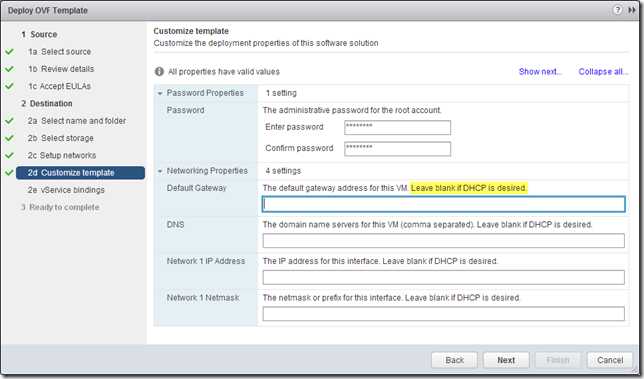 Deploy OVF Template
1 Source
1a Select source
1b Review details
1c Accept EULAs
2 Destination
2a Select name and folder
2b Select storage
2c Setup networks
2d Customize template
2e vService bindings
3 Ready to complete
Customize template
Customize the deployment properties of this software solution
All properties have valid values
Show next...
Collapse all...
Password Properties
1 setting
Password
The administrative password for the root account.
Enter password
********
Confirm password
********
Networking Properties
4 settings
Default Gateway
The default gateway address for this VM. Leave blank if DHCP is desired.
DNS
The domain name servers for this VM (comma separated). Leave blank if DHCP is desired.
Network 1 IP Address
The IP address for this interface. Leave blank if DHCP is desired.
Network 1 Netmask
The netmask or prefix for this interface. Leave blank if DHCP is desired.
Back
Next
Finish
Cancel